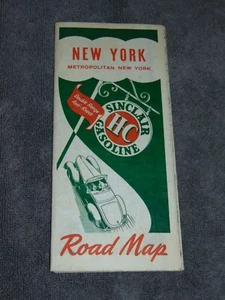 NEW YORK
METROPOLITAN NEW YORK
SINCLAIR
HC
GASOLINE
Road Map